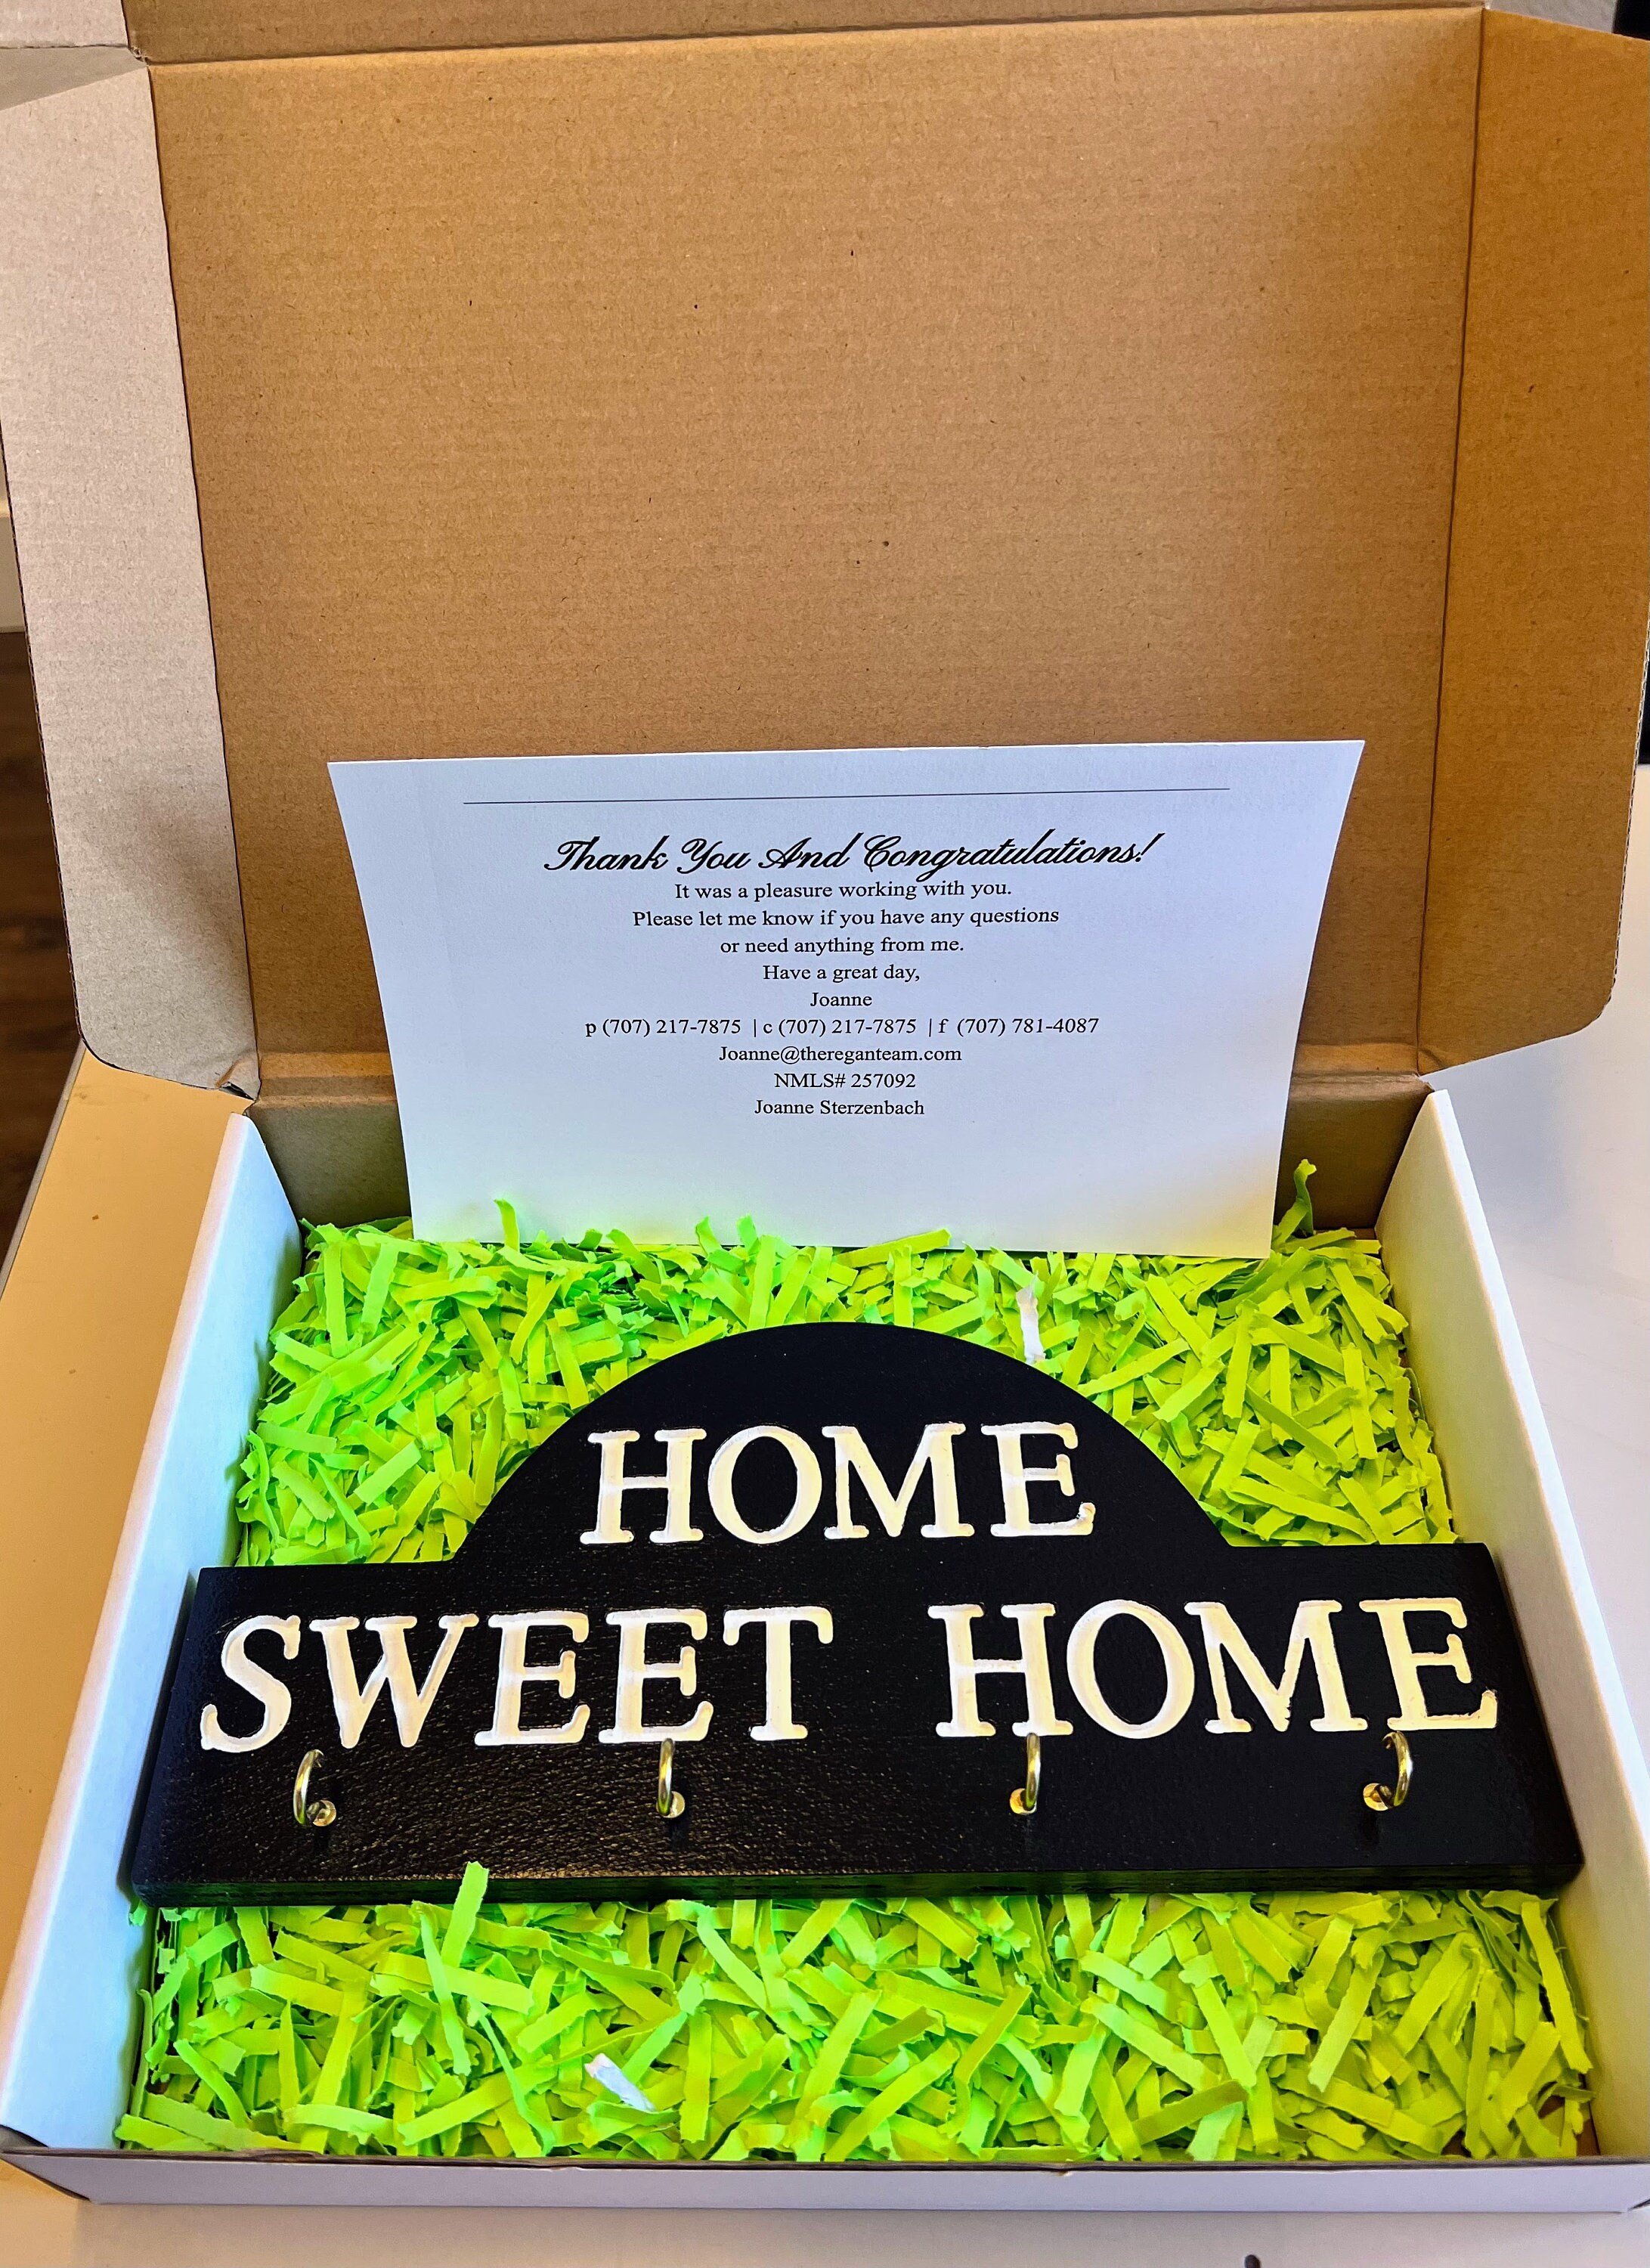 Thank You And Congratulations!
It was a pleasure working with you.
Please let me know if you have any questions
or need anything from me.
Have a great day,
Joanne
p (707) 217-7875 | c (707) 217-7875 | f (707) 781-4087
Joanne@thereganteam.com
NMLS# 257092
Joanne Sterzenbach
HOME
SWEET HOME